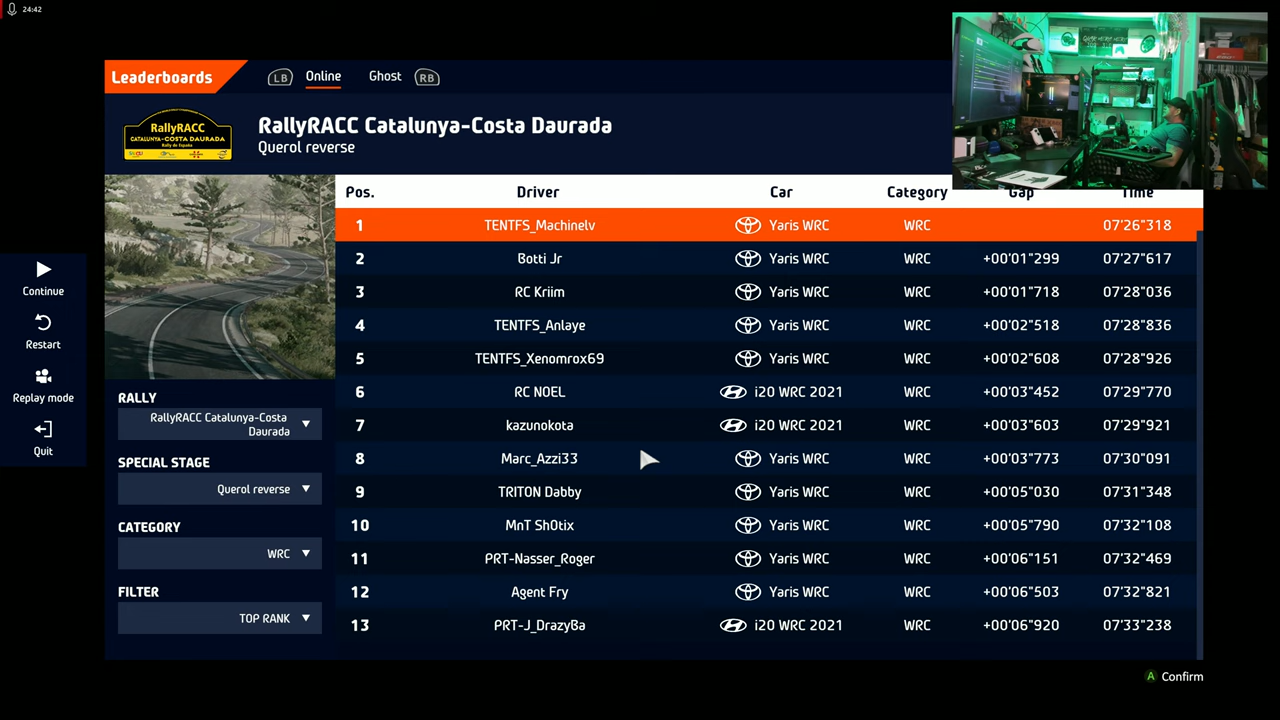 24:42
Leaderboards
LB Online Ghost RB
RallyRACC
CATALUNYA-COSTA DAURADA
Rally de España
RallyRACC Catalunya-Costa Daurada
Querol reverse
Pos. Driver Car Category Gap Time
1 TENTFS_Machinelv Yaris WRC WRC 07'26"318
2 Botti Jr Yaris WRC WRC +00'01"299 07'27"617
3 RC Kriim Yaris WRC WRC +00'01"718 07'28"036
4 TENTFS_Anlaye Yaris WRC WRC +00'02"518 07'28"836
5 TENTFS_Xenomrox69 Yaris WRC WRC +00'02"608 07'28"926
6 RC NOEL i20 WRC 2021 WRC +00'03"452 07'29"770
7 kazunokota i20 WRC 2021 WRC +00'03"603 07'29"921
8 Marc_Azzi33 Yaris WRC WRC +00'03"773 07'30"091
9 TRITON Dabby Yaris WRC WRC +00'05"030 07'31"348
10 MnT Sh0tix Yaris WRC WRC +00'05"790 07'32"108
11 PRT-Nasser_Roger Yaris WRC WRC +00'06"151 07'32"469
12 Agent Fry Yaris WRC WRC +00'06"503 07'32"821
13 PRT-J_DrazyBa i20 WRC 2021 WRC +00'06"920 07'33"238
Continue
Restart
Replay mode
Quit
RALLY
RallyRACC Catalunya-Costa
Daurada
SPECIAL STAGE
Querol reverse
CATEGORY
WRC
FILTER
TOP RANK
A Confirm